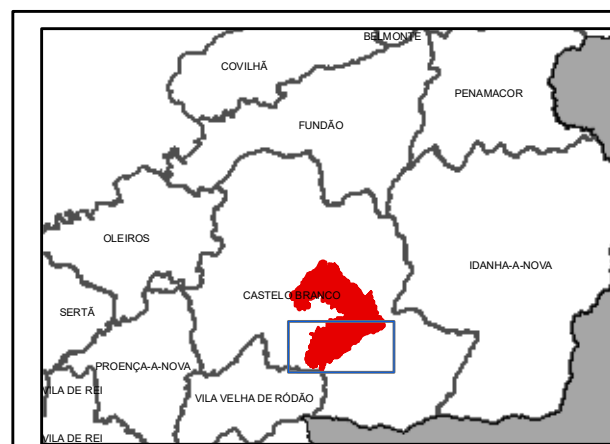 BELMONTE
COVILHÃ
PENAMACOR
FUNDÃO
OLEIROS
IDANHA-A-NOVA
CASTELO BRANCO
SERTÃ
PROENÇA-A-NOVA
VILA DE REI
VILA VELHA DE RÓDÃO
VILA DE REI